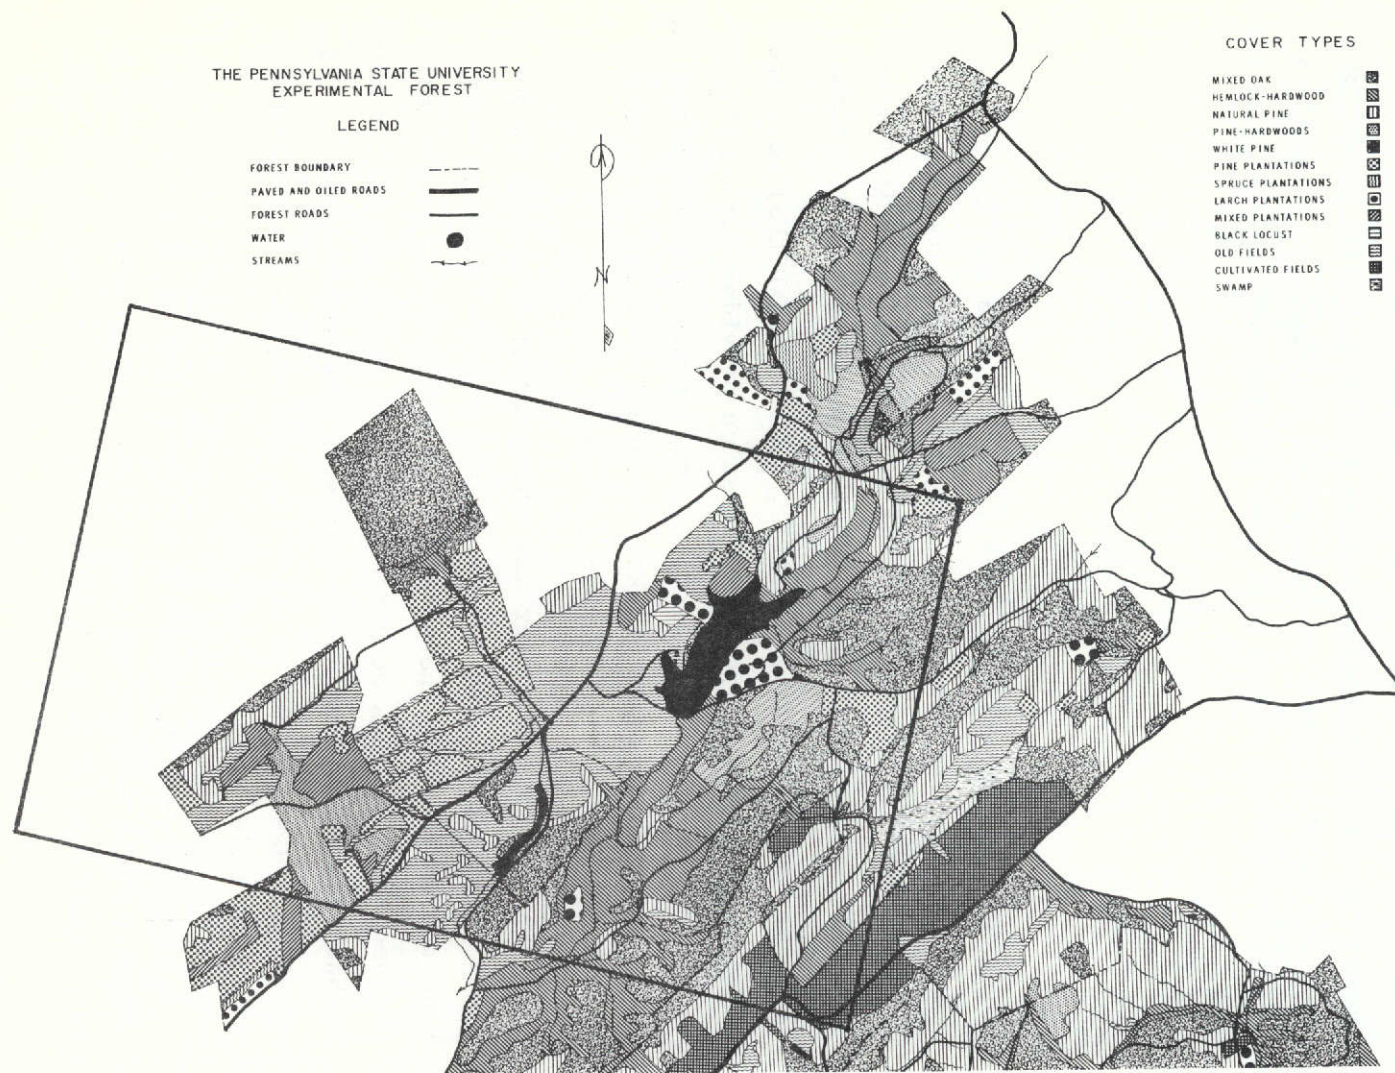 THE PENNSYLVANIA STATE UNIVERSITY
EXPERIMENTAL FOREST
LEGEND
FOREST BOUNDARY
PAVED AND OILED ROADS
FOREST ROADS
WATER
STREAMS
N
COVER TYPES
MIXED OAK
HEMLOCK-HARDWOOD
NATURAL PINE
PINE-HARDWOODS
WHITE PINE
PINE PLANTATIONS
SPRUCE PLANTATIONS
LARCH PLANTATIONS
MIXED PLANTATIONS
BLACK LOCUST
OLD FIELDS
CULTIVATED FIELDS
SWAMP